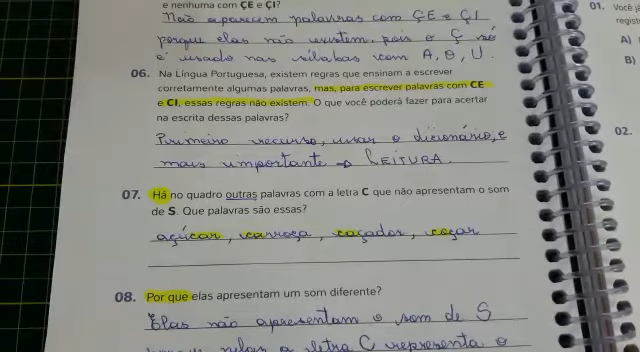 e nenhuma com ÇE e ÇI?
Não aparecem palavras com ÇE e ÇI
porque elas não existem, pois o Ç só
é usado nas sílabas com A, O, U.
06. Na Língua Portuguesa, existem regras que ensinam a escrever
corretamente algumas palavras, mas, para escrever palavras com CE
e CI, essas regras não existem. O que você poderá fazer para acertar
na escrita dessas palavras?
Primeiro recurso, usar o dicionário, e
mais importante → LEITURA.
07. Há no quadro outras palavras com a letra C que não apresentam o som
de S. Que palavras são essas?
açúcar, carroça, caçador, coçar
08. Por que elas apresentam um som diferente?
Elas não apresentam o som de S
a letra C representa o
01. Você j
regist
A)
B)
02.